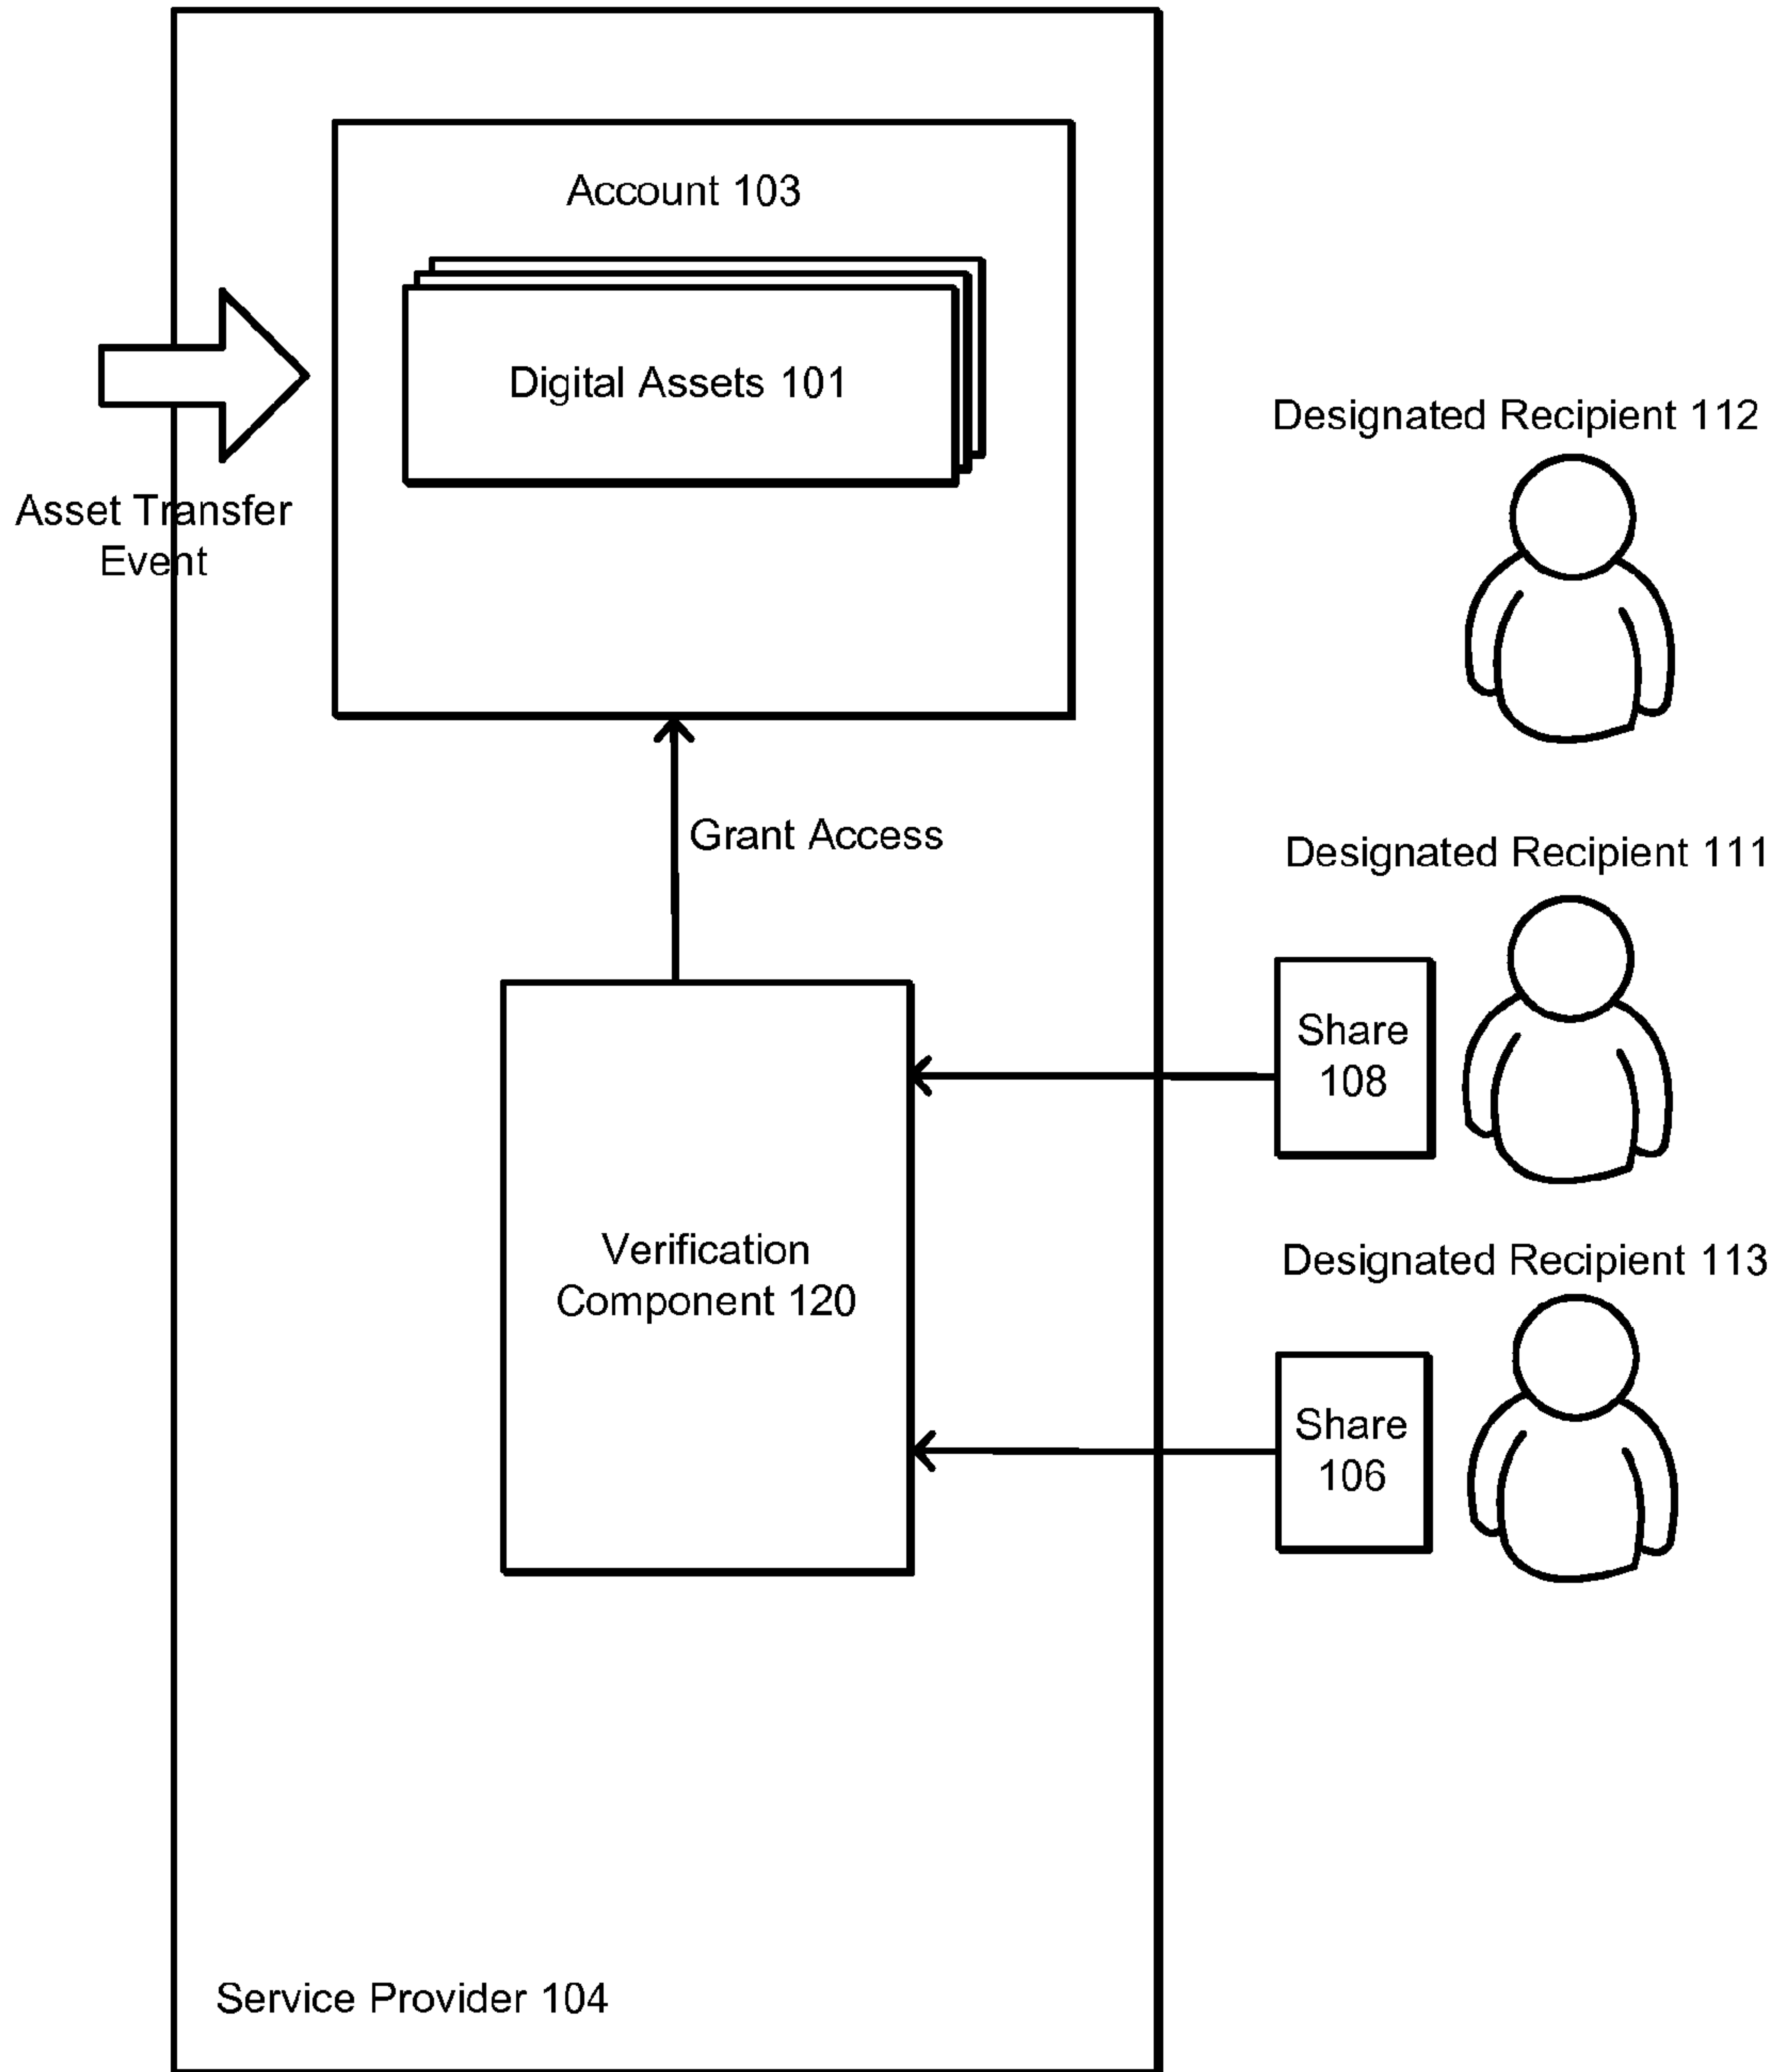 Account 103
Digital Assets 101
Asset Transfer
Event
Designated Recipient 112
Grant Access
Designated Recipient 111
Share
108
Verification
Component 120
Designated Recipient 113
Share
106
Service Provider 104